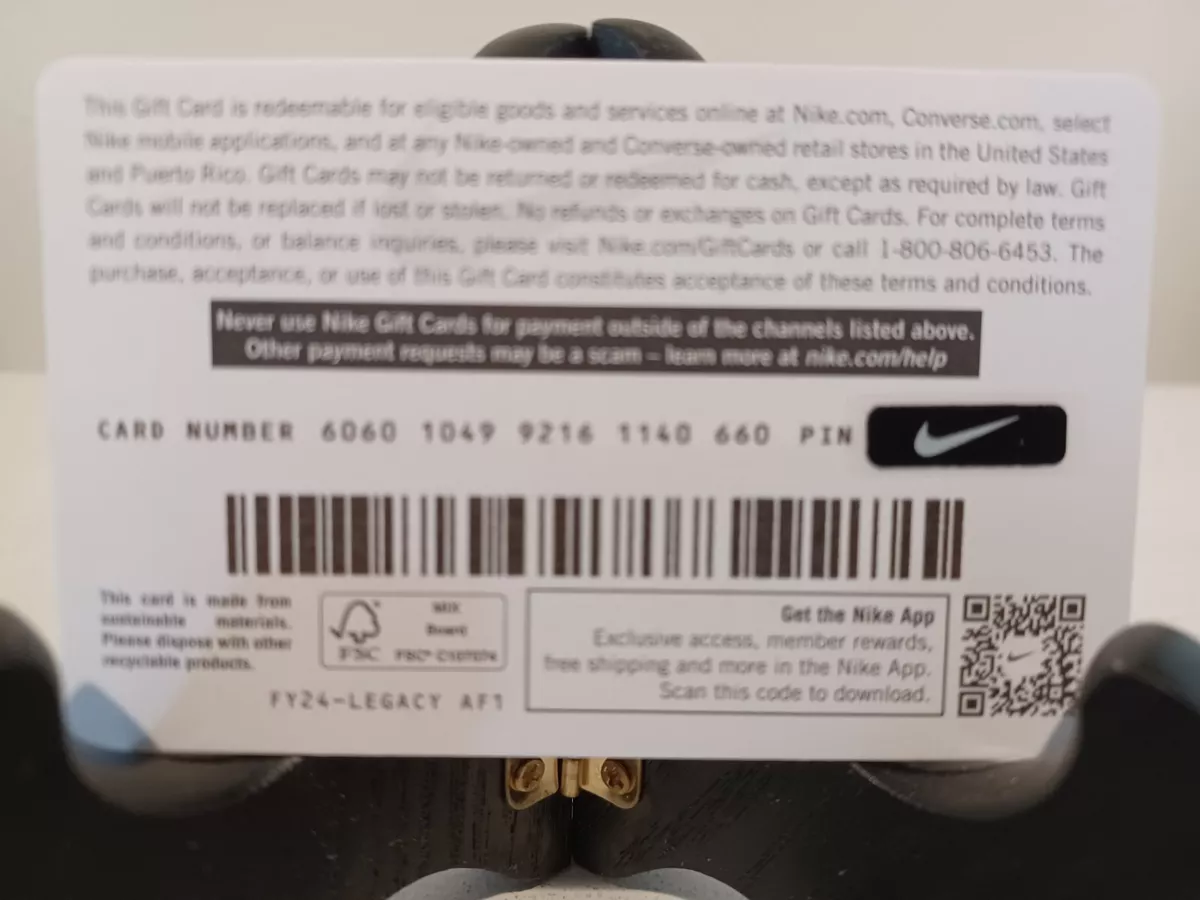 This Gift Card is redeemable for eligible goods and services online at Nike.com, Converse.com, select
Nike mobile applications, and at any Nike-owned and Converse-owned retail stores in the United States
and Puerto Rico. Gift Cards may not be returned or redeemed for cash, except as required by law. Gift
Cards will not be replaced if lost or stolen. No refunds or exchanges on Gift Cards. For complete terms
and conditions, or balance inquiries, please visit Nike.com/GiftCards or call 1-800-806-6453. The
purchase, acceptance, or use of this Gift Card constitutes acceptance of these terms and conditions.
Never use Nike Gift Cards for payment outside of the channels listed above.
Other payment requests may be a scam – learn more at nike.com/help
CARD NUMBER 6060 1049 9216 1140 660 PIN
This card is made from
sustainable materials.
Please dispose with other
recyclable products.
FSC
MIX
Board
FY24-LEGACY AF1
Get the Nike App
Exclusive access, member rewards,
free shipping and more in the Nike App.
Scan this code to download.